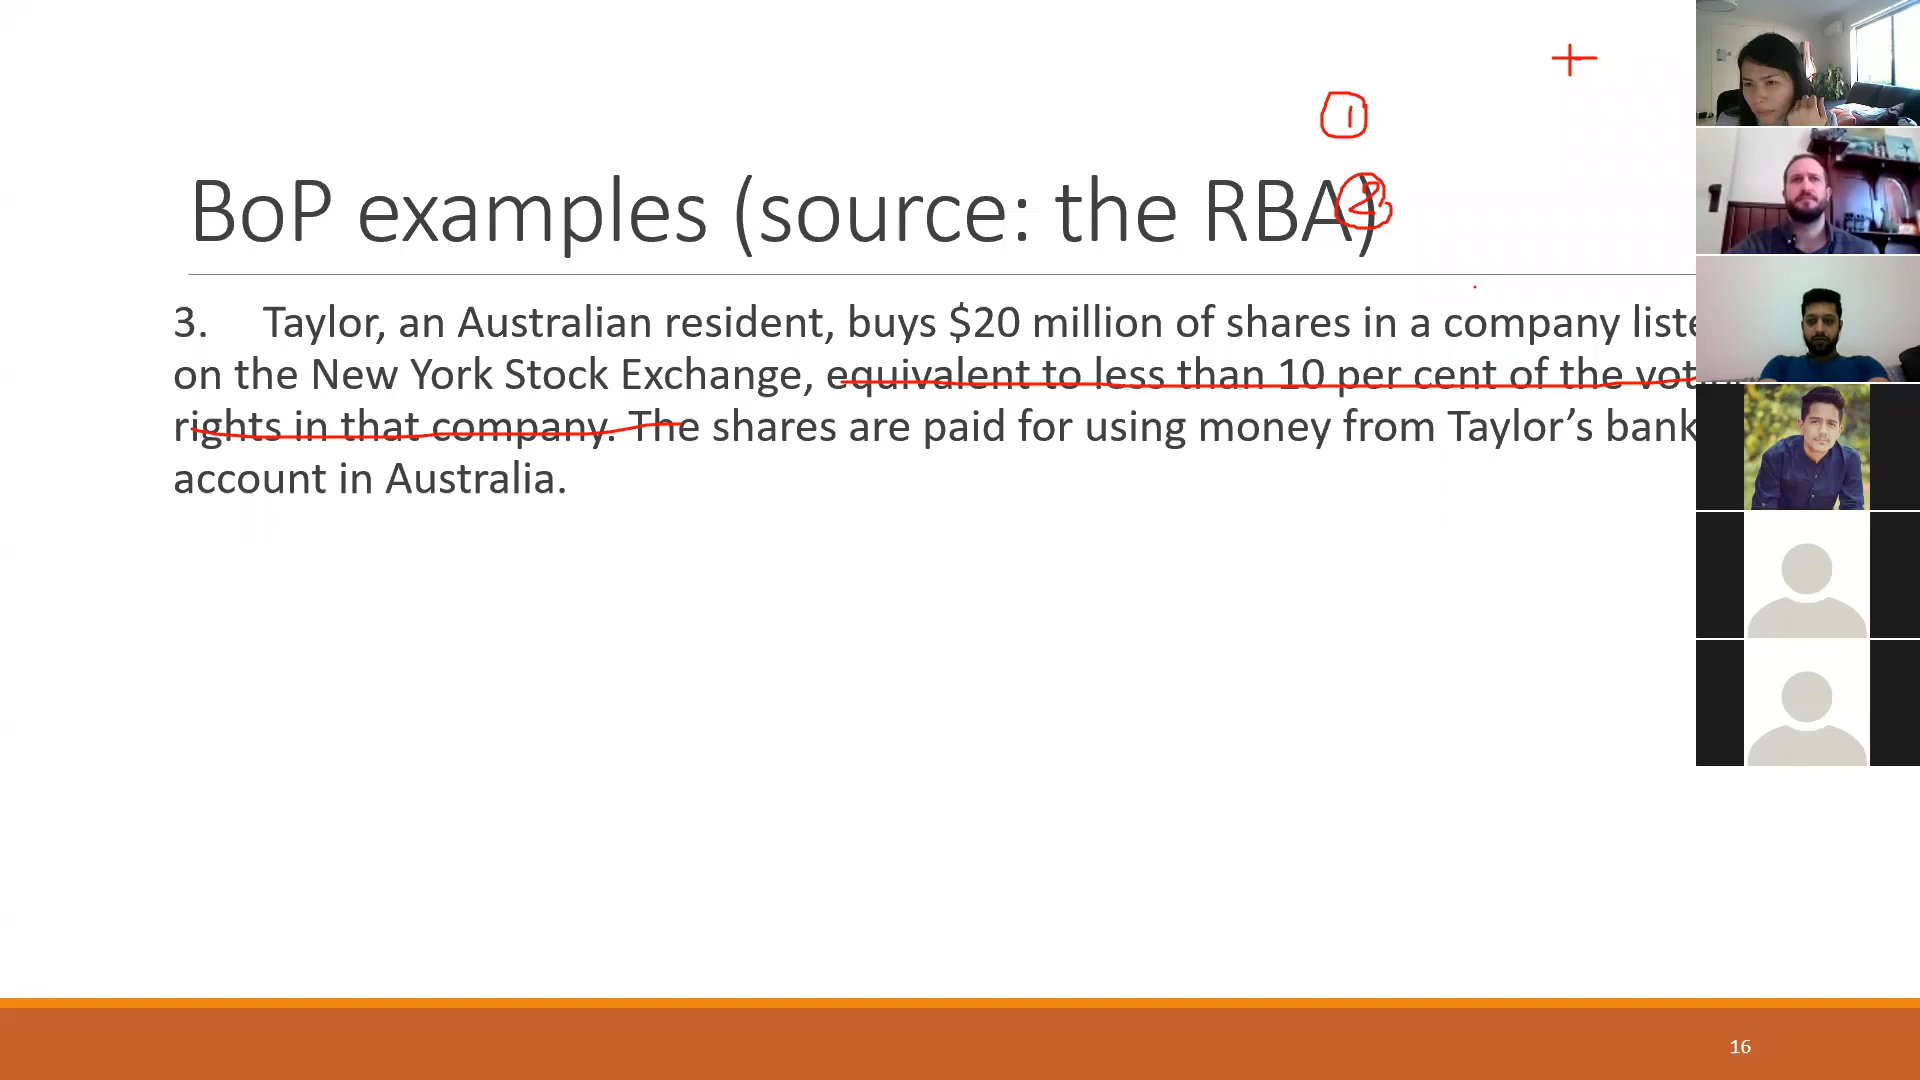 +
1
BoP examples (source: the RBA)
2
3. Taylor, an Australian resident, buys $20 million of shares in a company liste
on the New York Stock Exchange, equivalent to less than 10 per cent of the vot
rights in that company. The shares are paid for using money from Taylor’s bank
account in Australia.
16